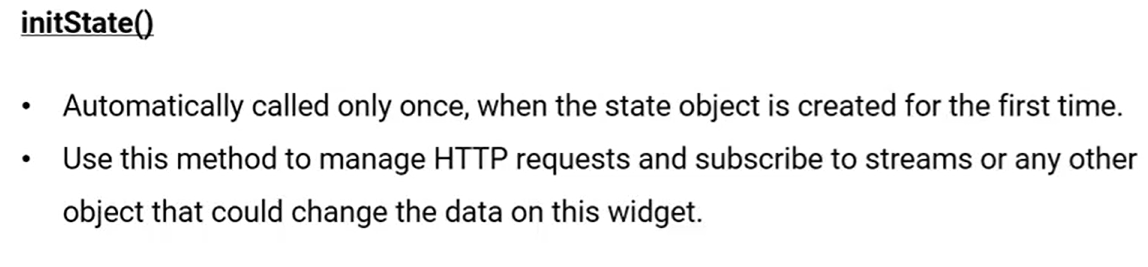 initState()
• Automatically called only once, when the state object is created for the first time.
• Use this method to manage HTTP requests and subscribe to streams or any other
object that could change the data on this widget.